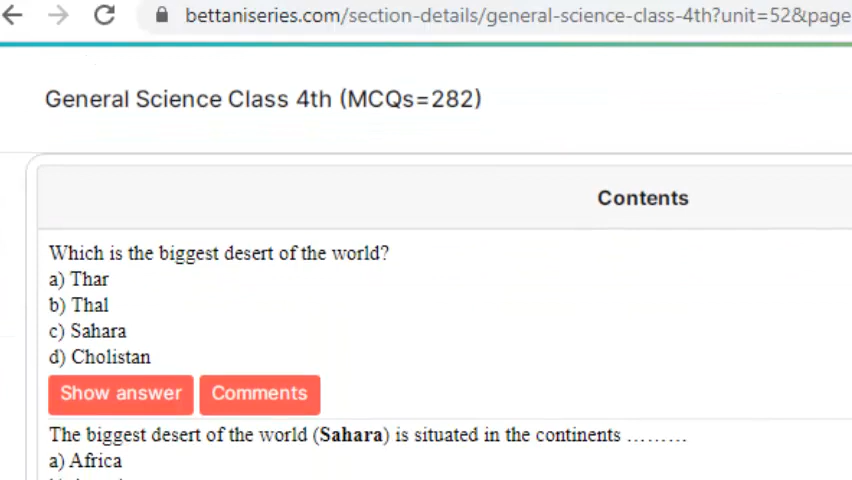 bettaniseries.com/section-details/general-science-class-4th?unit=52&page
General Science Class 4th (MCQs=282)
Contents
Which is the biggest desert of the world?
a) Thar
b) Thal
c) Sahara
d) Cholistan
Show answer Comments
The biggest desert of the world (Sahara) is situated in the continents .........
a) Africa